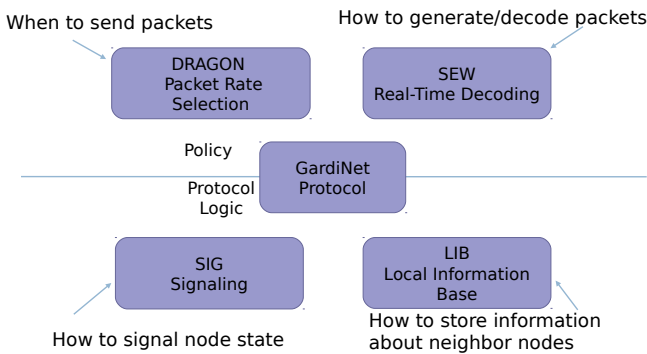 When to send packets
How to generate/decode packets
DRAGON
Packet Rate
Selection
SEW
Real-Time Decoding
Policy
GardiNet
Protocol
Protocol
Logic
SIG
Signaling
LIB
Local Information
Base
How to signal node state
How to store information
about neighbor nodes